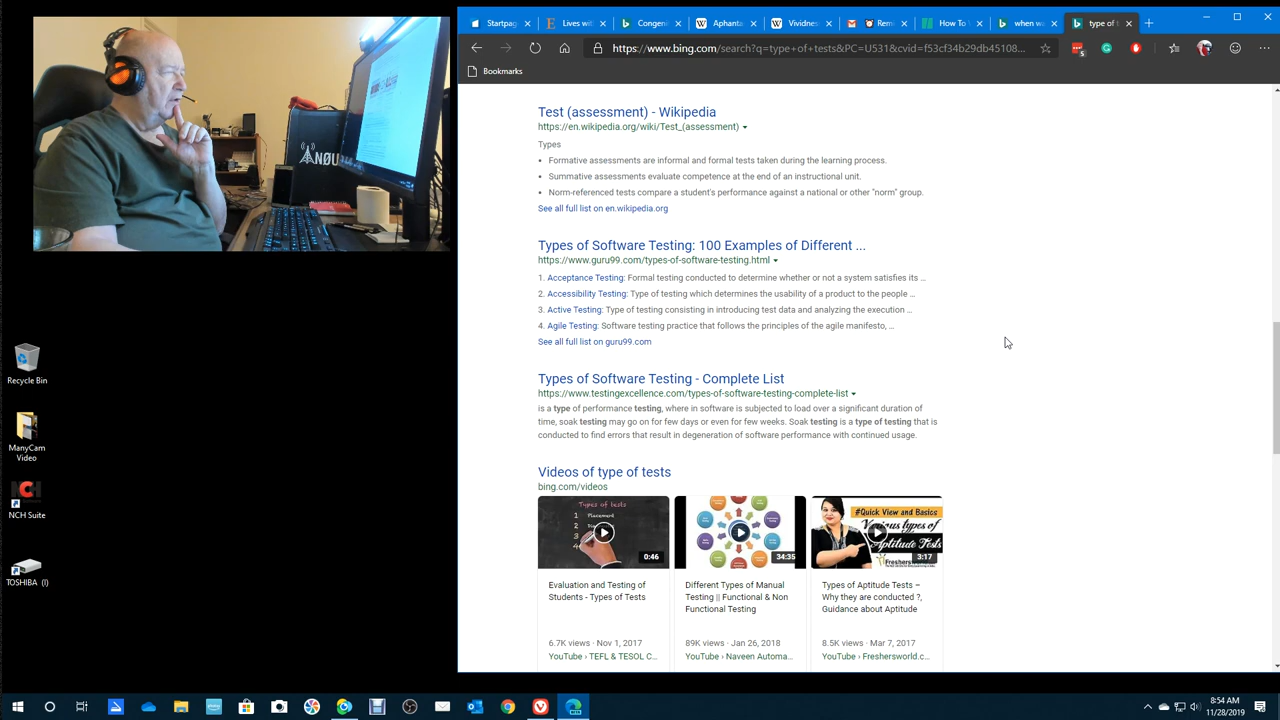 Startpag
Lives wit
Congeni
Aphanta
Vividnes
Rem
How To
when w
type of t
https://www.bing.com/search?q=type+of+tests&PC=U531&cvid=f53cf34b29db45108...
Bookmarks
Test (assessment) - Wikipedia
https://en.wikipedia.org/wiki/Test_(assessment)
Types
• Formative assessments are informal and formal tests taken during the learning process.
• Summative assessments evaluate competence at the end of an instructional unit.
• Norm-referenced tests compare a student's performance against a national or other "norm" group.
See all full list on en.wikipedia.org
Types of Software Testing: 100 Examples of Different ...
https://www.guru99.com/types-of-software-testing.html
1. Acceptance Testing: Formal testing conducted to determine whether or not a system satisfies its ...
2. Accessibility Testing: Type of testing which determines the usability of a product to the people ...
3. Active Testing: Type of testing consisting in introducing test data and analyzing the execution ...
4. Agile Testing: Software testing practice that follows the principles of the agile manifesto, ...
See all full list on guru99.com
Types of Software Testing - Complete List
https://www.testingexcellence.com/types-of-software-testing-complete-list
is a type of performance testing, where in software is subjected to load over a significant duration of
time, soak testing may go on for few days or even for few weeks. Soak testing is a type of testing that is
conducted to find errors that result in degeneration of software performance with continued usage.
Videos of type of tests
bing.com/videos
Types of tests
1 Placement
2
3
4
0:46
34:35
#Quick View and Basics
Various types of
Aptitude Tests
Freshersworld.com
3:17
Evaluation and Testing of
Students - Types of Tests
6.7K views · Nov 1, 2017
YouTube › TEFL & TESOL C...
Different Types of Manual
Testing || Functional & Non
Functional Testing
89K views · Jan 26, 2018
YouTube › Naveen Automa...
Types of Aptitude Tests –
Why they are conducted ?,
Guidance about Aptitude
8.5K views · Mar 7, 2017
YouTube › Freshersworld.c...
ANØU
Recycle Bin
ManyCam
Video
NCH
NCH Suite
TOSHIBA (I)
8:54 AM
11/28/2019